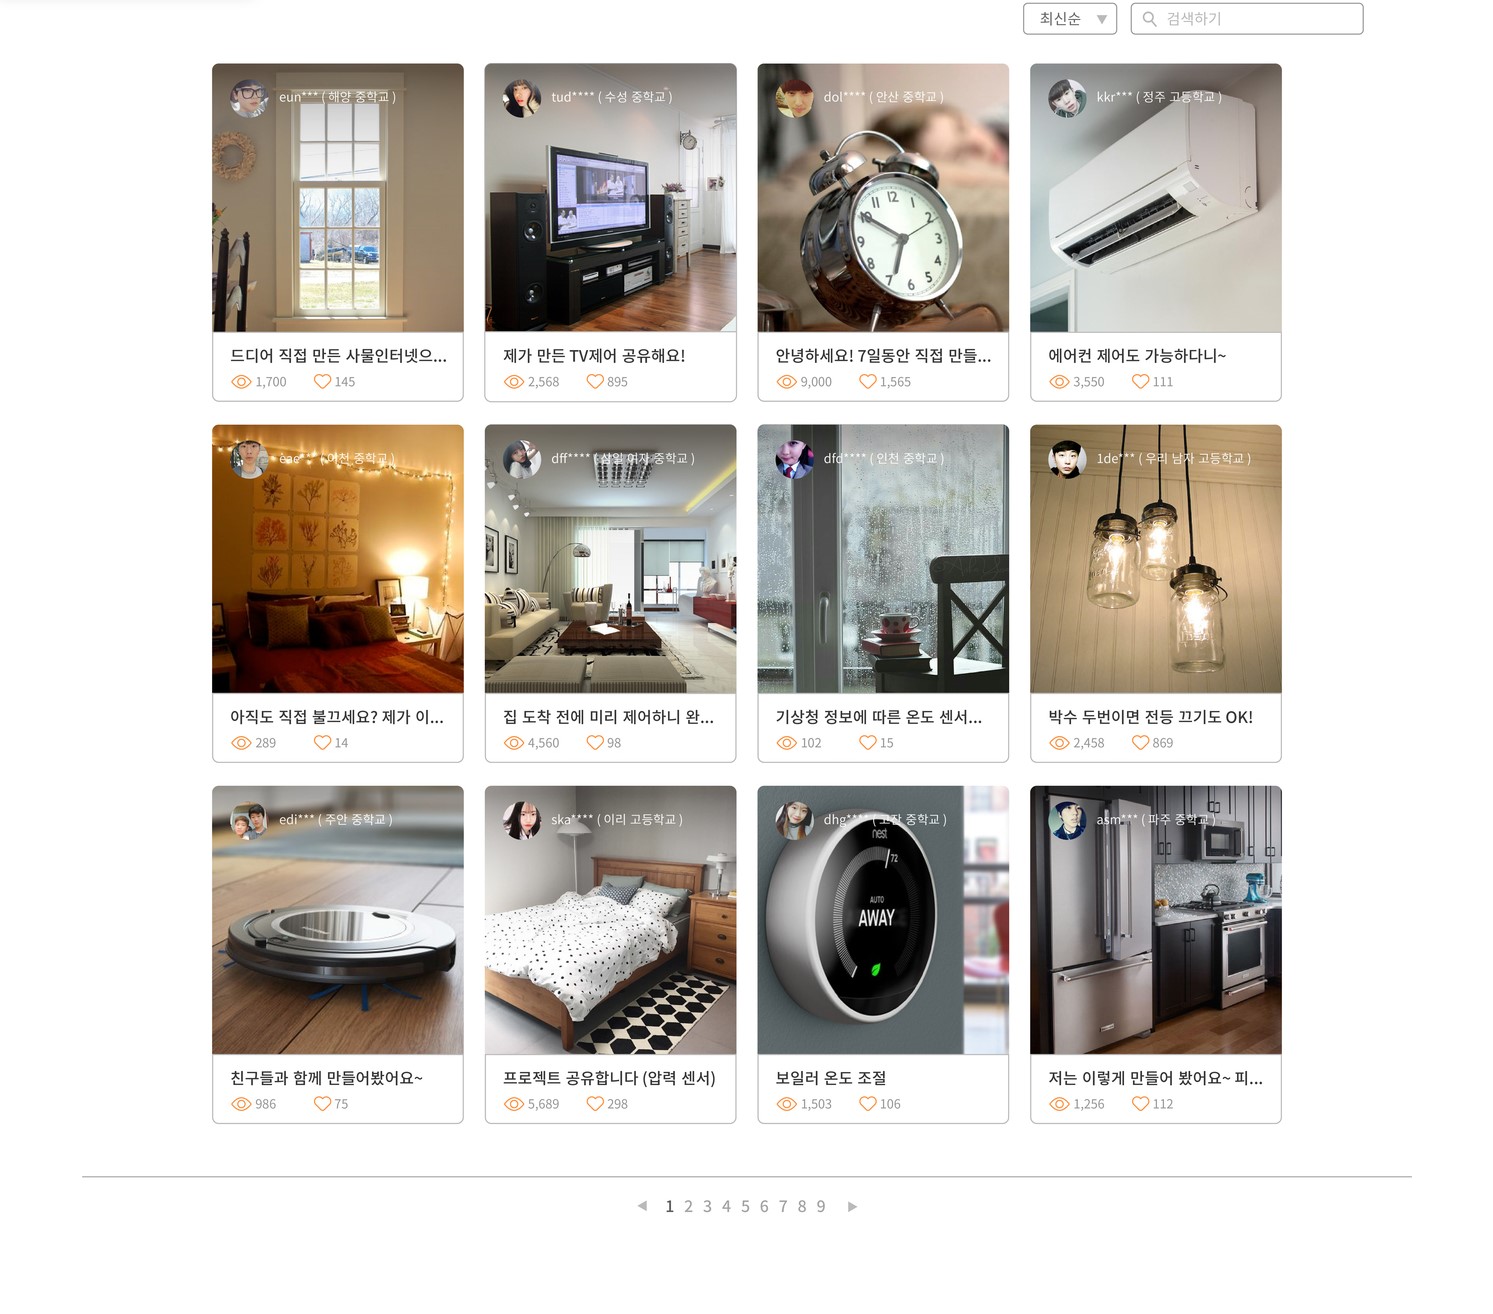 최신순 ▼ 검색하기
eun*** ( 해양 중학교 )
tud**** ( 수성 중학교 )
dol**** ( 안산 중학교 )
kkr*** ( 정주 고등학교 )
드디어 직접 만든 사물인터넷으...
제가 만든 TV제어 공유해요!
안녕하세요! 7일동안 직접 만들...
에어컨 제어도 가능하다니~
1,700 145
2,568 895
9,000 1,565
3,550 111
( 이천 중학교 )
dff**** ( 삼일 여자 중학교 )
dfd**** ( 인천 중학교 )
1de*** ( 우리 남자 고등학교 )
아직도 직접 불끄세요? 제가 이...
집 도착 전에 미리 제어하니 완...
기상청 정보에 따른 온도 센서...
박수 두번이면 전등 끄기도 OK!
289 14
4,560 98
102 15
2,458 869
edi*** ( 주안 중학교 )
ska**** ( 이리 고등학교 )
dhg**** ( 고잔 중학교 )
asm*** ( 파주 중학교 )
nest
72
AUTO
AWAY
친구들과 함께 만들어봤어요~
프로젝트 공유합니다 (압력 센서)
보일러 온도 조절
저는 이렇게 만들어 봤어요~ 피...
986 75
5,689 298
1,503 106
1,256 112
◀ 1 2 3 4 5 6 7 8 9 ▶